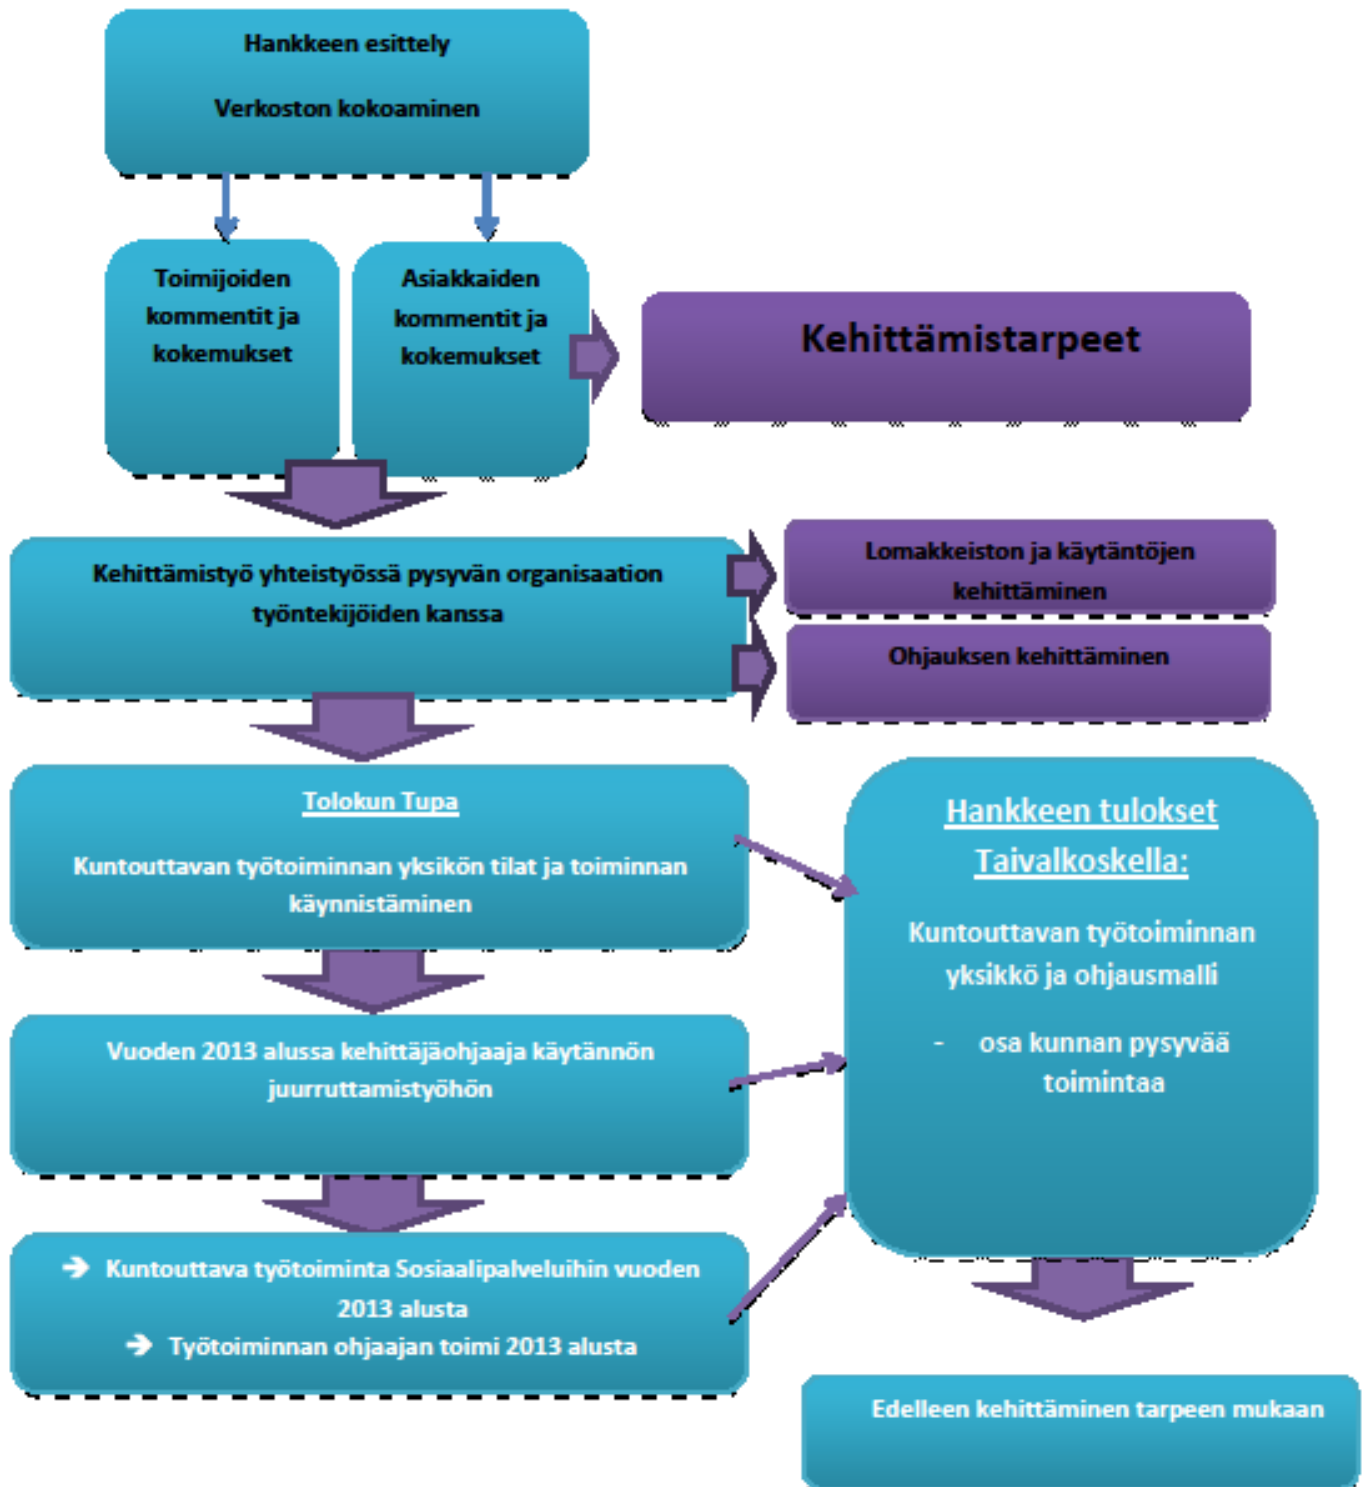 Hankkeen esittely
Verkoston kokoaminen
Toimijoiden
kommentit ja
kokemukset
Asiakkaiden
kommentit ja
kokemukset
Kehittämistarpeet
Kehittämistyö yhteistyössä pysyvän organisaation
työntekijöiden kanssa
Lomakkeiston ja käytäntöjen
kehittäminen
Ohjauksen kehittäminen
Tolokun Tupa
Kuntouttavan työtoiminnan yksikön tilat ja toiminnan
käynnistäminen
Vuoden 2013 alussa kehittäjäohjaaja käytännön
juurruttamistyöhön
➔ Kuntouttava työtoiminta Sosiaalipalveluihin vuoden
2013 alusta
➔ Työtoiminnan ohjaajan toimi 2013 alusta
Hankkeen tulokset
Taivalkoskella:
Kuntouttavan työtoiminnan
yksikkö ja ohjausmalli
- osa kunnan pysyvää
toimintaa
Edelleen kehittäminen tarpeen mukaan